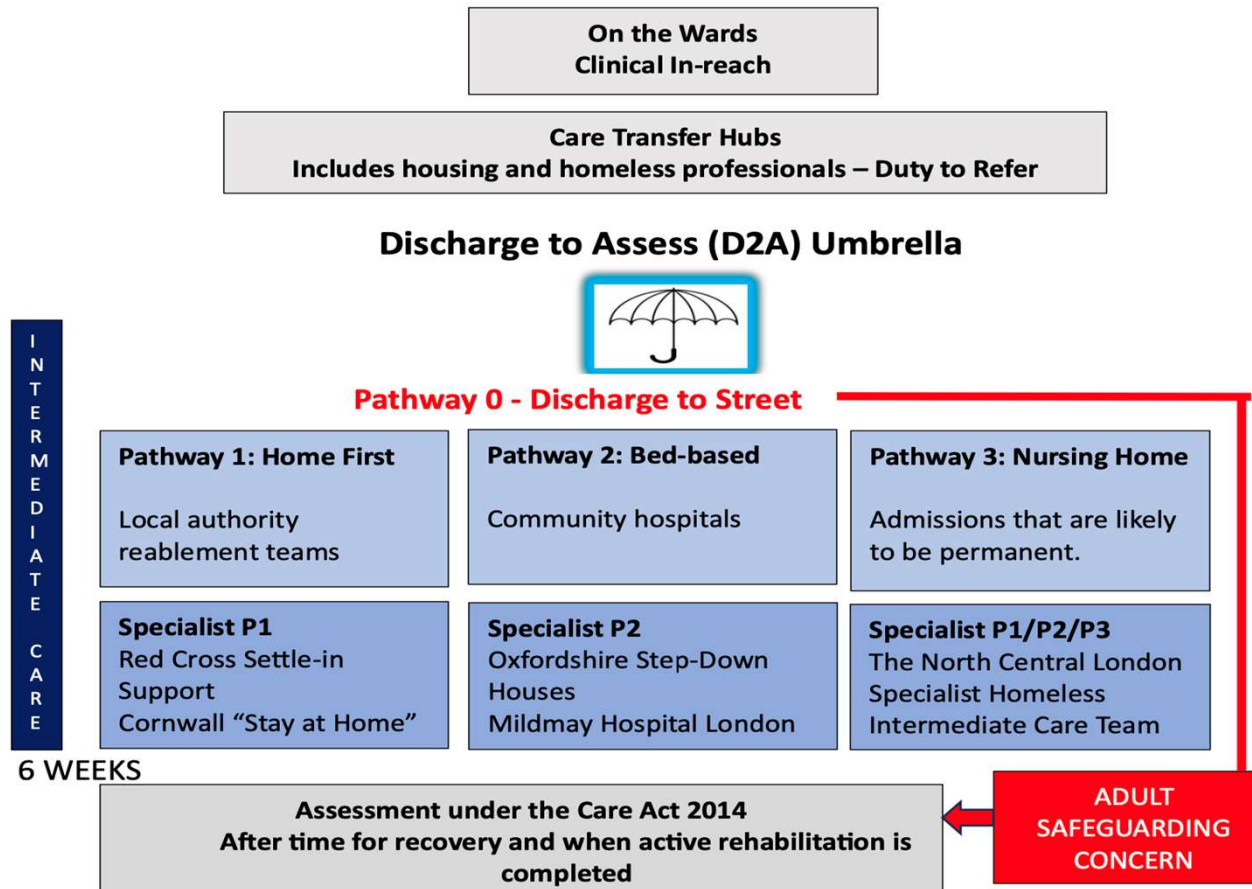 On the Wards
Clinical In-reach
Care Transfer Hubs
Includes housing and homeless professionals – Duty to Refer
Discharge to Assess (D2A) Umbrella
INTERMEDIATE CARE
6 WEEKS
Pathway 0 - Discharge to Street
Pathway 1: Home First
Local authority
reablement teams
Pathway 2: Bed-based
Community hospitals
Pathway 3: Nursing Home
Admissions that are likely
to be permanent.
Specialist P1
Red Cross Settle-in
Support
Cornwall “Stay at Home”
Specialist P2
Oxfordshire Step-Down
Houses
Mildmay Hospital London
Specialist P1/P2/P3
The North Central London
Specialist Homeless
Intermediate Care Team
Assessment under the Care Act 2014
After time for recovery and when active rehabilitation is
completed
ADULT
SAFEGUARDING
CONCERN